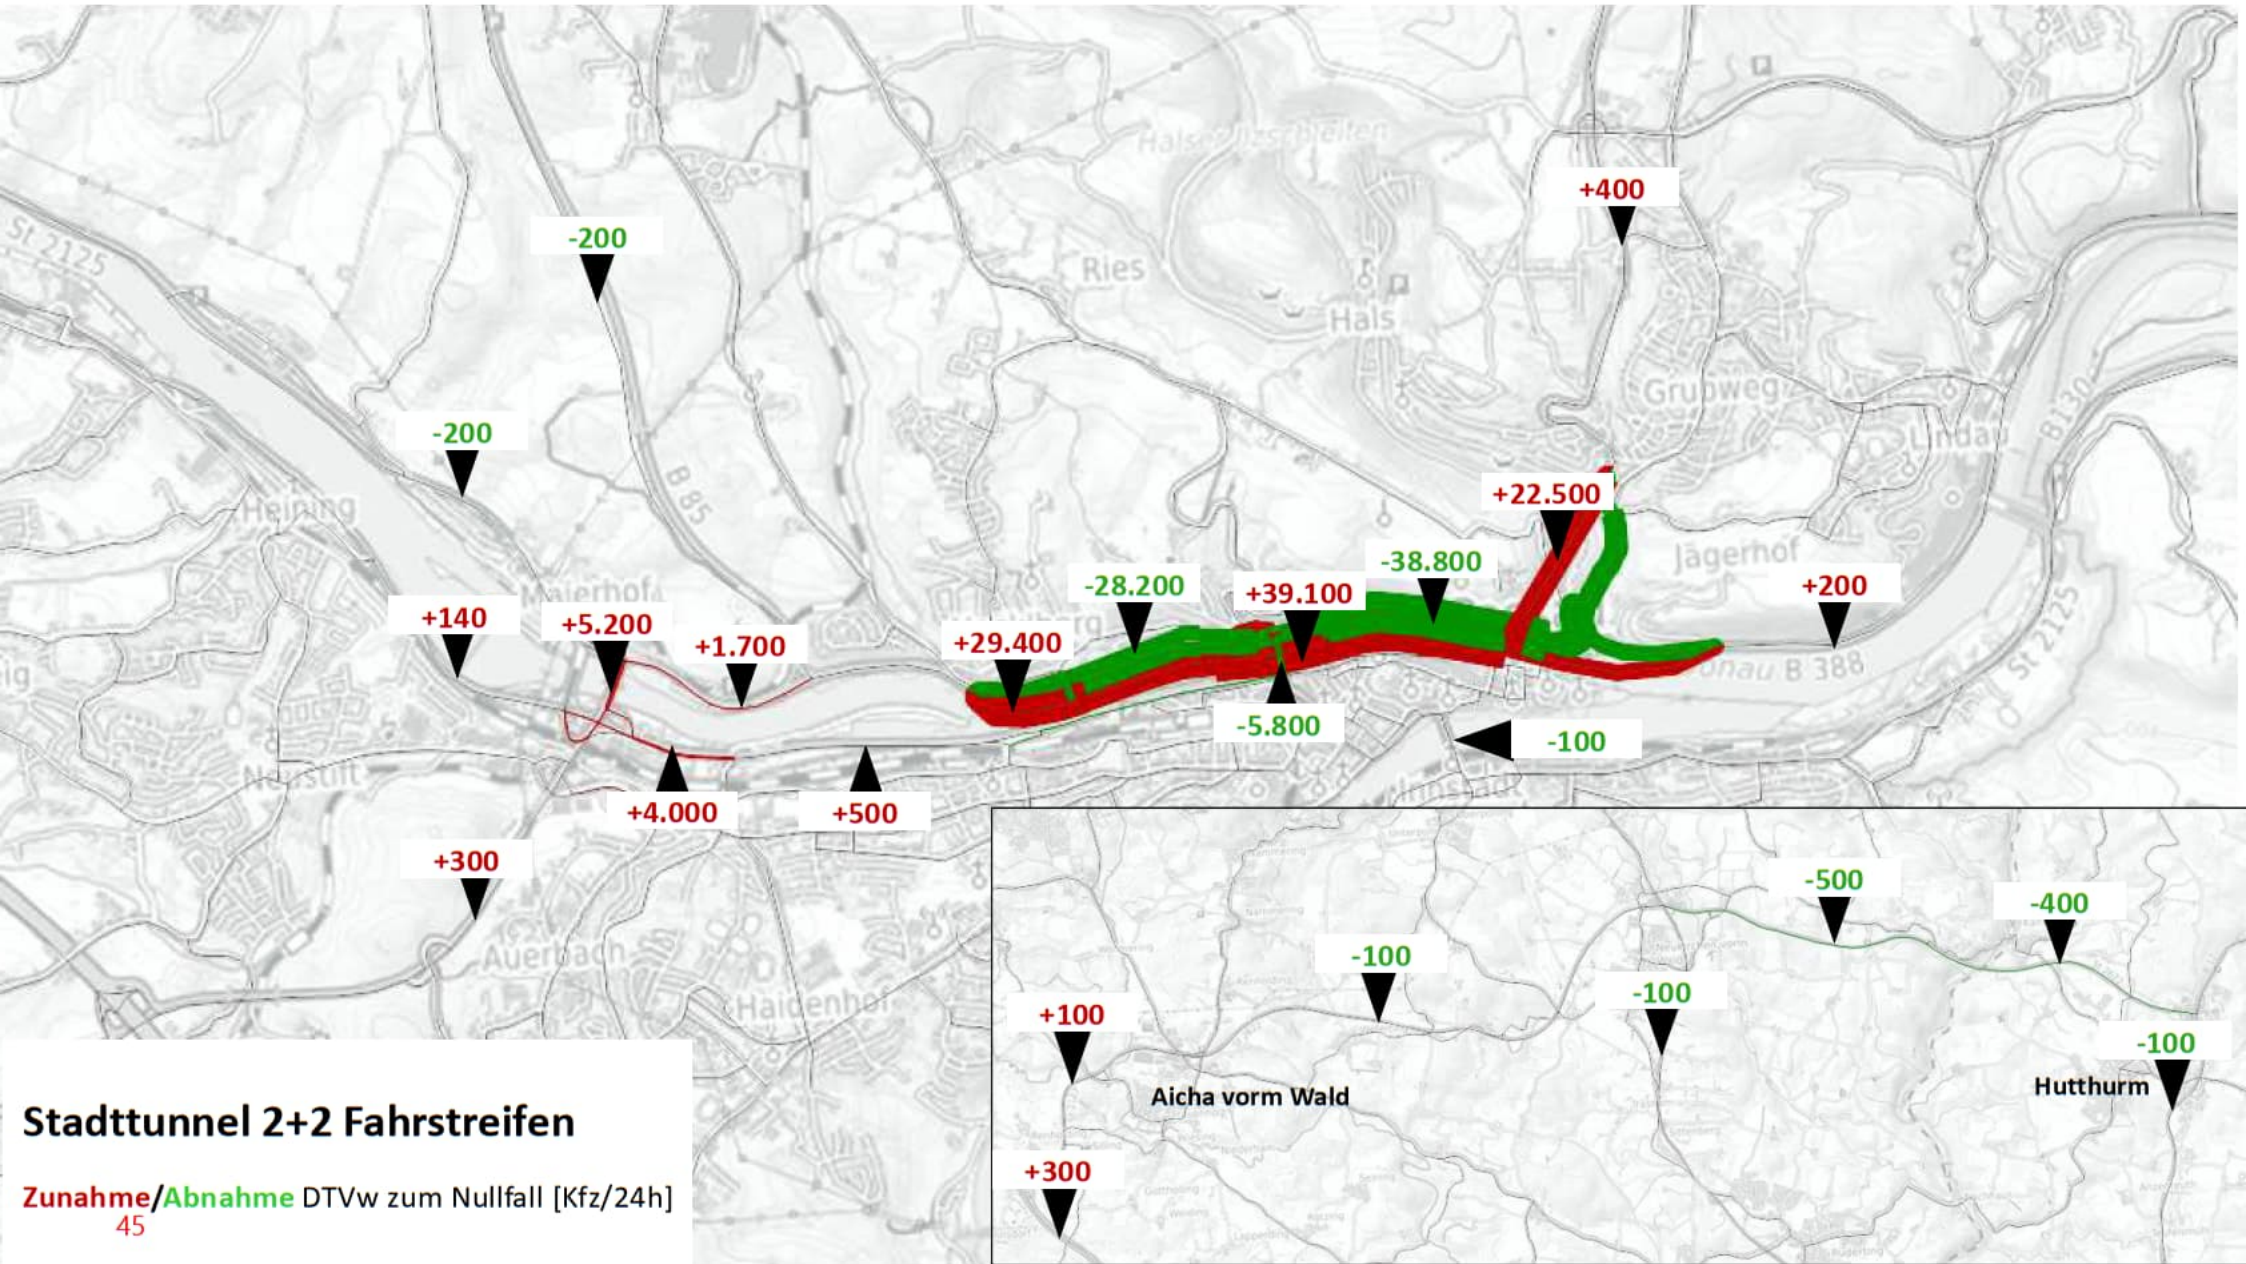 +400
-200
St 2125
Ries
Hals
Grubweg
B130
-200
Lindau
Heining
B 85
+22.500
Jägerhof
-38.800
-28.200
+39.100
+200
+140
Maierhof
+5.200
+29.400
+1.700
B 388
St 2125
-5.800
-100
Neustift
Innstadt
+4.000
+500
+300
Auerbach
Haidenhof
-500
-400
-100
-100
+100
-100
Aicha vorm Wald
Hutthurm
+300
Stadttunnel 2+2 Fahrstreifen
Zunahme/Abnahme DTVw zum Nullfall [Kfz/24h]
45